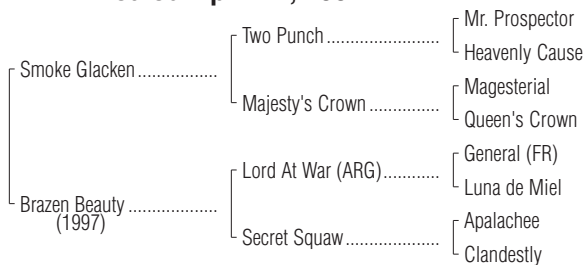 Mr. Prospector
Two Punch
Heavenly Cause
Smoke Glacken
Magesterial
Majesty's Crown
Queen's Crown
General (FR)
Lord At War (ARG)
Luna de Miel
Brazen Beauty
(1997)
Apalachee
Secret Squaw
Clandestly